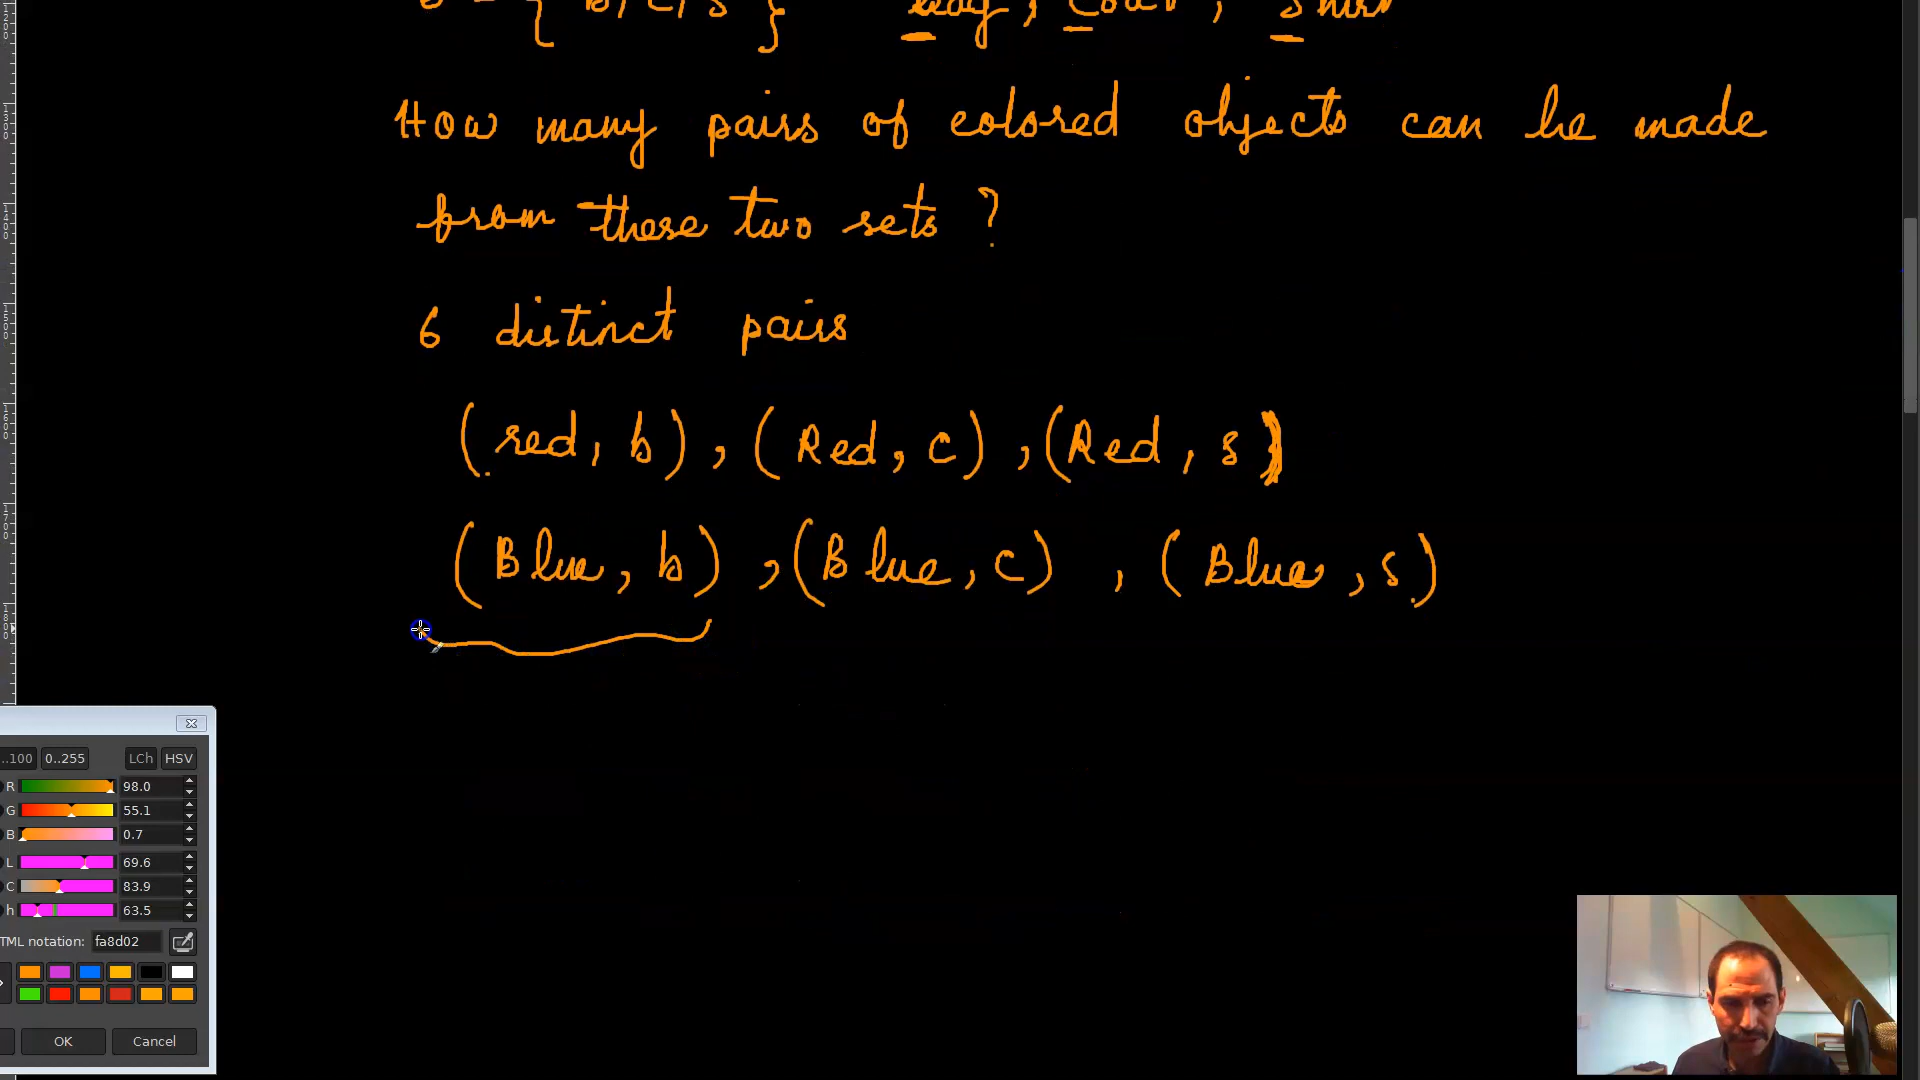 How many pairs of colored objects can be made
from these two sets ?
6 distinct pairs
(red, b) , (Red, c) , (Red, s)
(Blue, b) , (Blue, c) , (Blue, s)
..100 0..255 LCh HSV
R 98.0
G 55.1
B 0.7
L 69.6
C 83.9
h 63.5
TML notation: fa8d02
OK Cancel